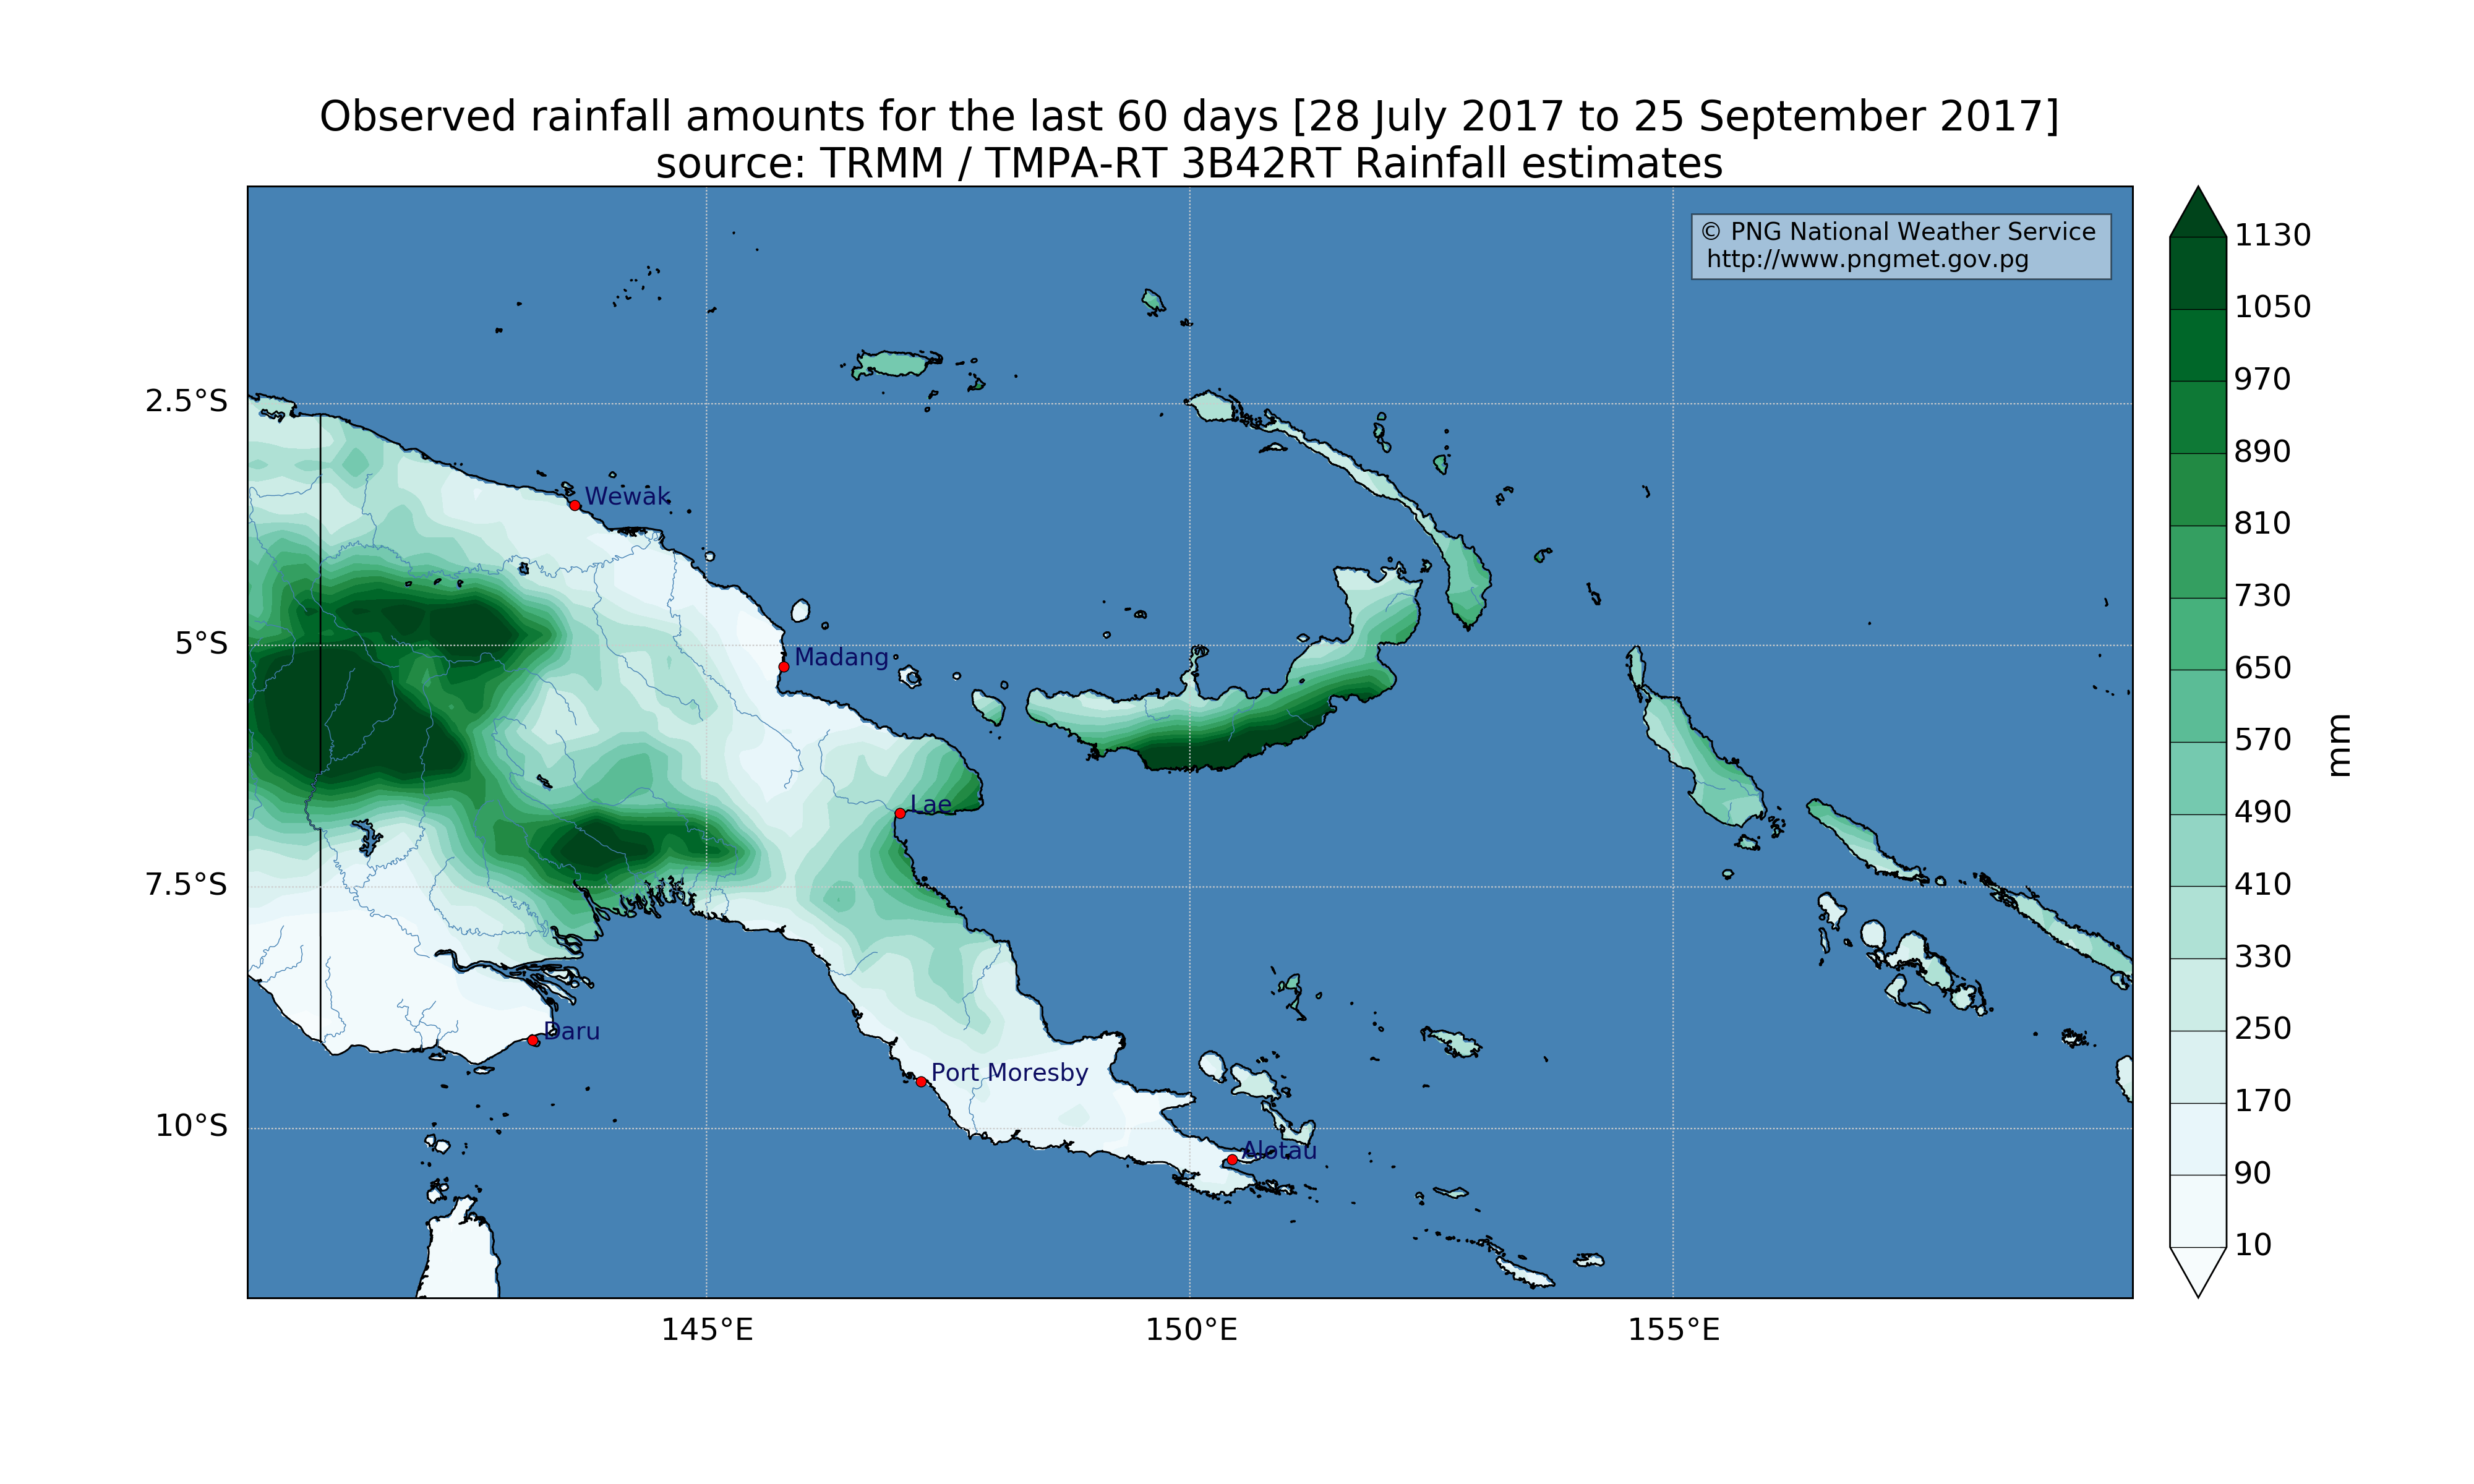 Observed rainfall amounts for the last 60 days [28 July 2017 to 25 September 2017]
source: TRMM / TMPA-RT 3B42RT Rainfall estimates
© PNG National Weather Service
http://www.pngmet.gov.pg
1130
1050
970
890
810
730
650
570
490
410
330
250
170
90
10
mm
2.5°S
5°S
7.5°S
10°S
Wewak
Madang
Lae
Daru
Port Moresby
Alotau
145°E
150°E
155°E